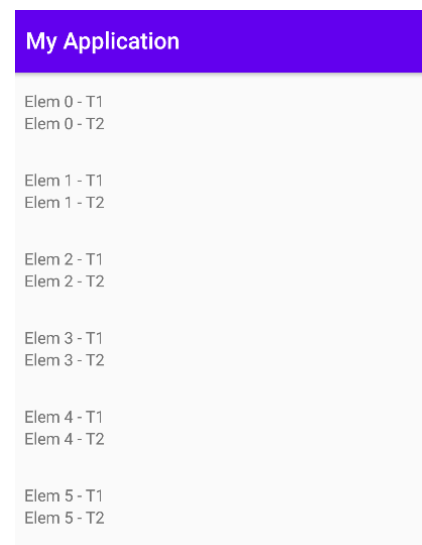 My Application
Elem 0 - T1
Elem 0 - T2
Elem 1 - T1
Elem 1 - T2
Elem 2 - T1
Elem 2 - T2
Elem 3 - T1
Elem 3 - T2
Elem 4 - T1
Elem 4 - T2
Elem 5 - T1
Elem 5 - T2